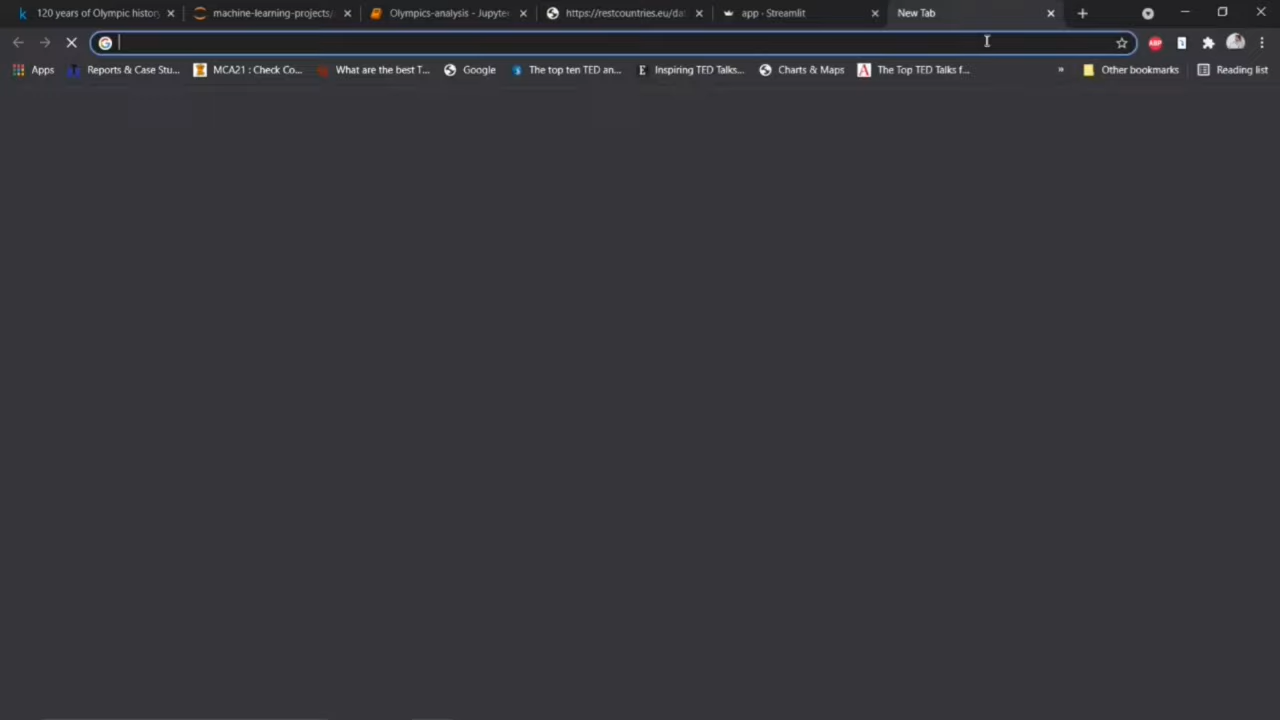 120 years of Olympic histor
machine-learning-projects/
Olympics-analysis - Jupyter
https://restcountries.eu/da
app · Streamlit
New Tab
Apps
Reports & Case Stu...
MCA21 : Check Co...
What are the best T...
Google
The top ten TED an...
Inspiring TED Talks...
Charts & Maps
The Top TED Talks f...
»
Other bookmarks
Reading list